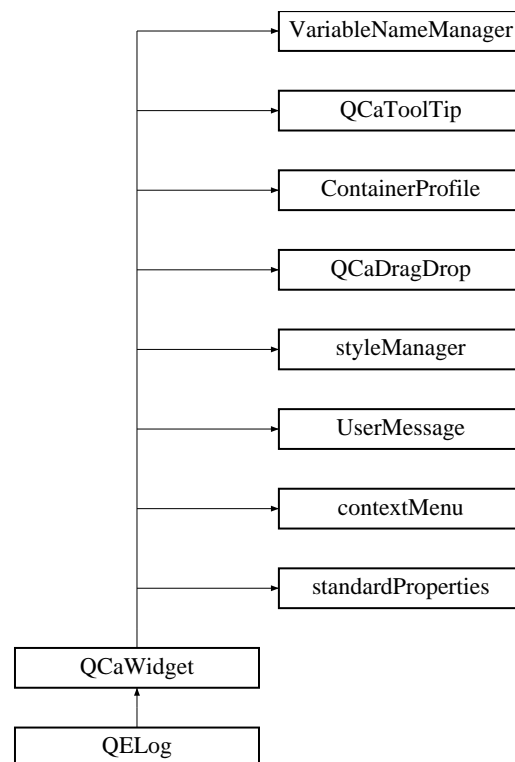 VariableNameManager
QCaToolTip
ContainerProfile
QCaDragDrop
styleManager
UserMessage
contextMenu
standardProperties
QCaWidget
QELog